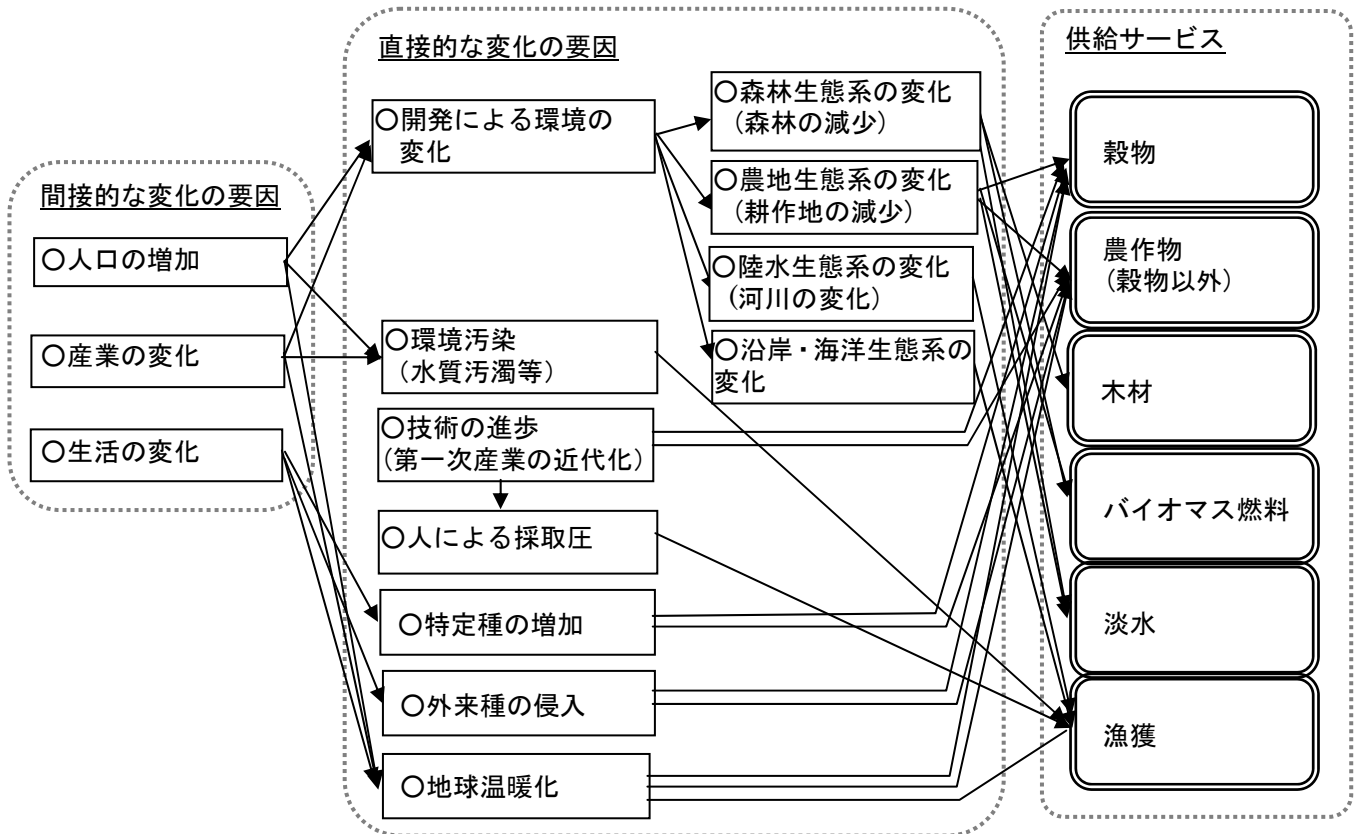 間接的な変化の要因
○人口の増加
○産業の変化
○生活の変化
直接的な変化の要因
○開発による環境の
変化
○環境汚染
(水質汚濁等)
○技術の進歩
(第一次産業の近代化)
○人による採取圧
○特定種の増加
○外来種の侵入
○地球温暖化
○森林生態系の変化
(森林の減少)
○農地生態系の変化
(耕作地の減少)
○陸水生態系の変化
(河川の変化)
○沿岸・海洋生態系の
変化
供給サービス
穀物
農作物
(穀物以外)
木材
バイオマス燃料
淡水
漁獲